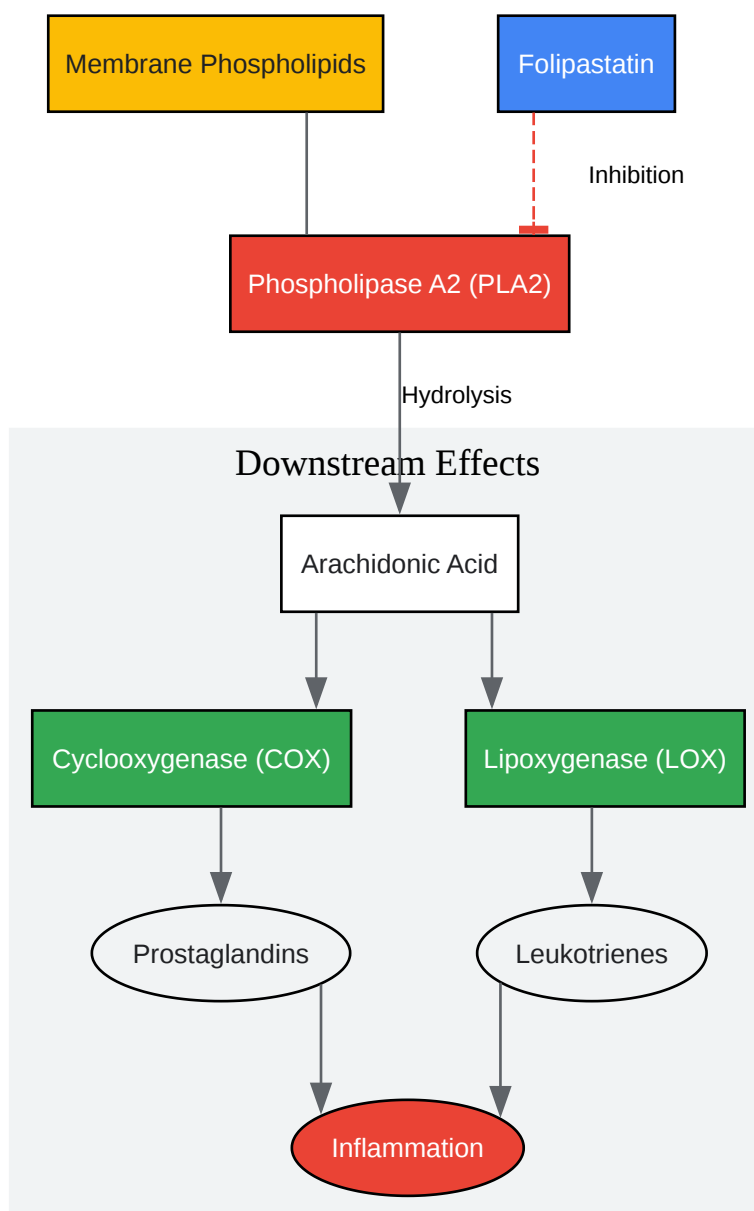 Membrane Phospholipids
Folipastatin
Inhibition
Phospholipase A2 (PLA2)
Hydrolysis
Downstream Effects
Arachidonic Acid
Cyclooxygenase (COX)
Lipoxygenase (LOX)
Prostaglandins
Leukotrienes
Inflammation